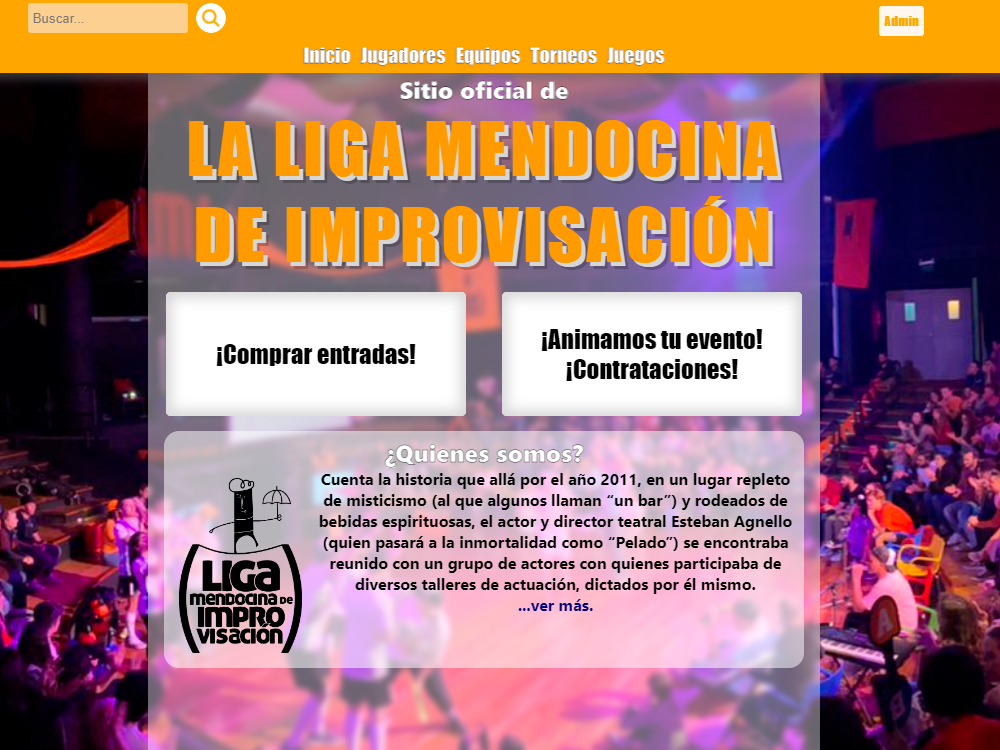 Buscar...
Admin
Inicio Jugadores Equipos Torneos Juegos
Sitio oficial de
LA LIGA MENDOCINA
DE IMPROVISACIÓN
¡Comprar entradas!
¡Animamos tu evento!
¡Contrataciones!
¿Quienes somos?
Cuenta la historia que allá por el año 2011, en un lugar repleto
de misticismo (al que algunos llaman “un bar”) y rodeados de
bebidas espirituosas, el actor y director teatral Esteban Agnello
(quien pasará a la inmortalidad como “Pelado”) se encontraba
reunido con un grupo de actores con quienes participaba de
diversos talleres de actuación, dictados por él mismo.
...ver más.
LIGA
MENDOCINA DE
IMPRO
VISACIÓN